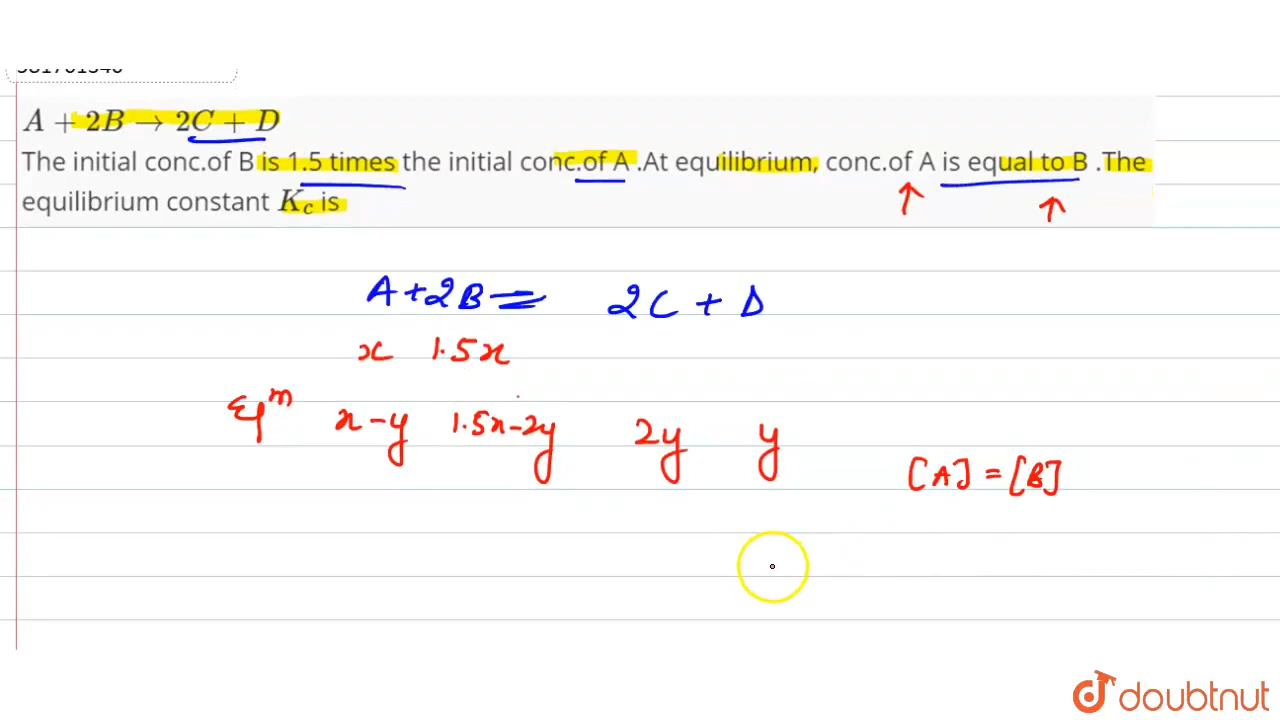 A + 2B → 2C + D
The initial conc.of B is 1.5 times the initial conc.of A .At equilibrium, conc.of A is equal to B .The
equilibrium constant K_c is
A + 2B ⇌ 2C + D
x 1.5x
Eq^m x-y 1.5x-2y 2y y
[A] = [B]
doubtnut